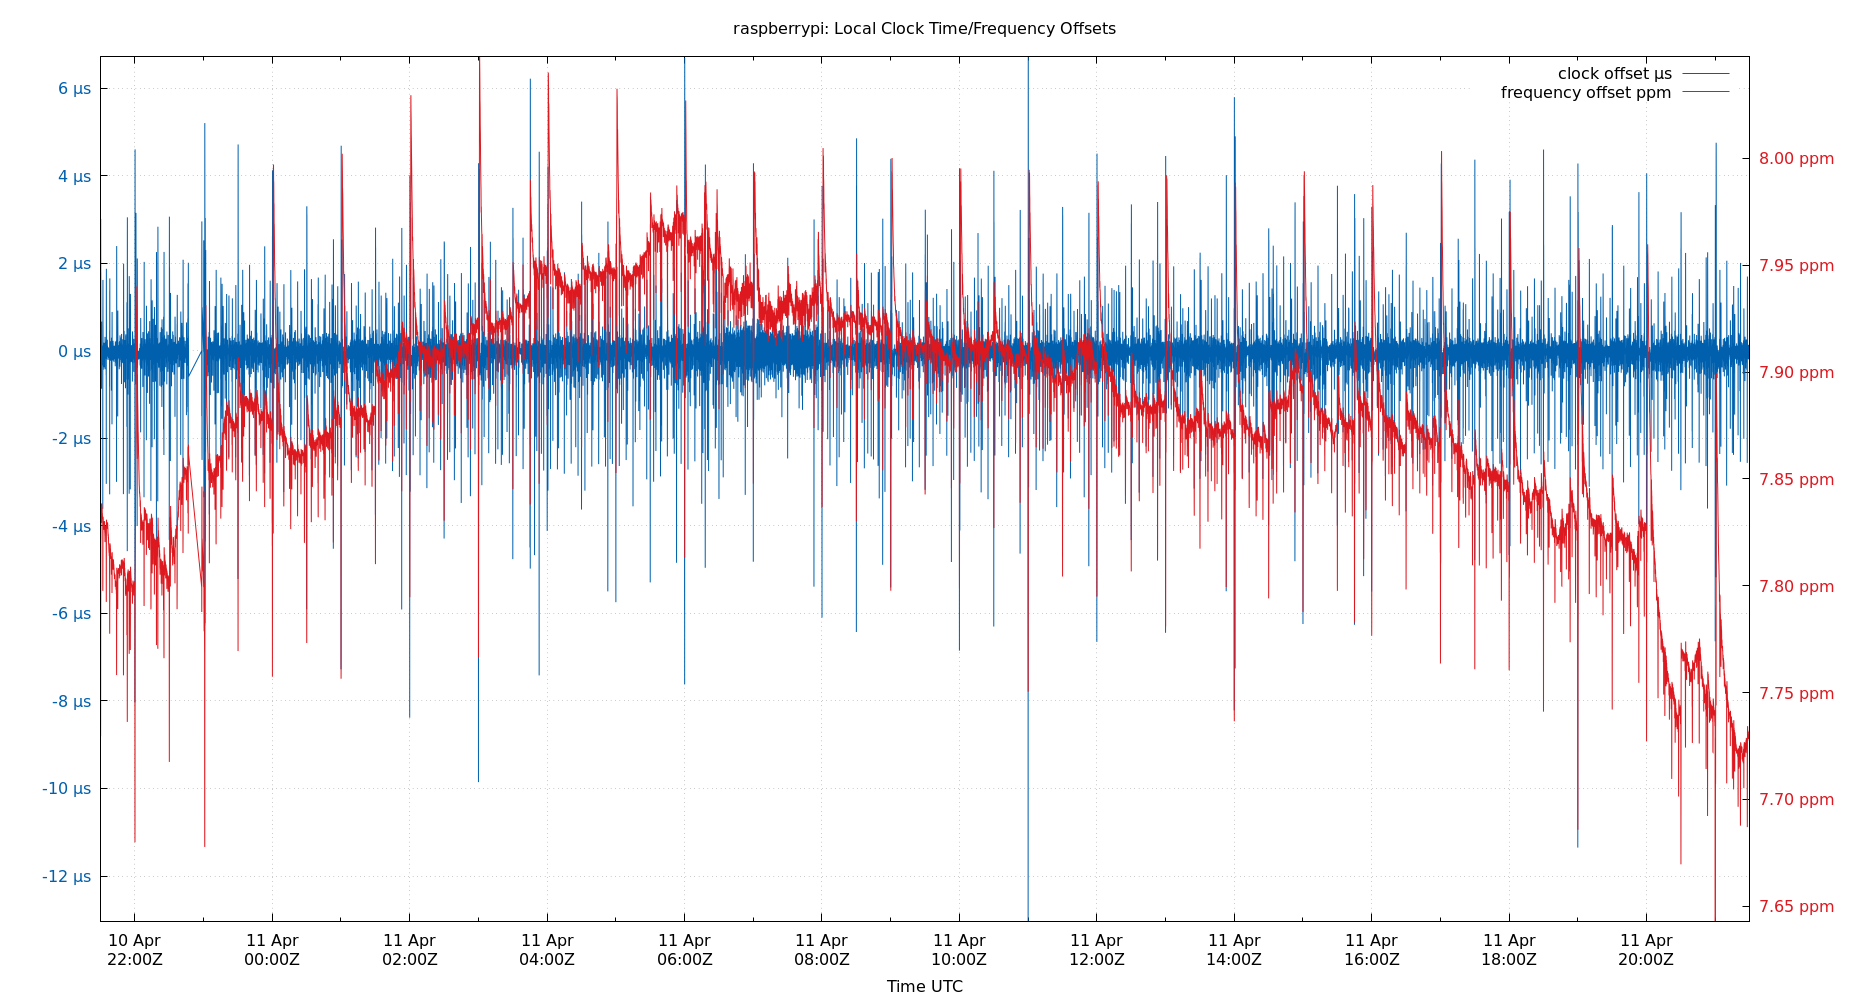 raspberrypi: Local Clock Time/Frequency Offsets
clock offset µs
frequency offset ppm
6 µs
4 µs
2 µs
0 µs
-2 µs
-4 µs
-6 µs
-8 µs
-10 µs
-12 µs
8.00 ppm
7.95 ppm
7.90 ppm
7.85 ppm
7.80 ppm
7.75 ppm
7.70 ppm
7.65 ppm
10 Apr
22:00Z
11 Apr
00:00Z
11 Apr
02:00Z
11 Apr
04:00Z
11 Apr
06:00Z
11 Apr
08:00Z
11 Apr
10:00Z
11 Apr
12:00Z
11 Apr
14:00Z
11 Apr
16:00Z
11 Apr
18:00Z
11 Apr
20:00Z
Time UTC